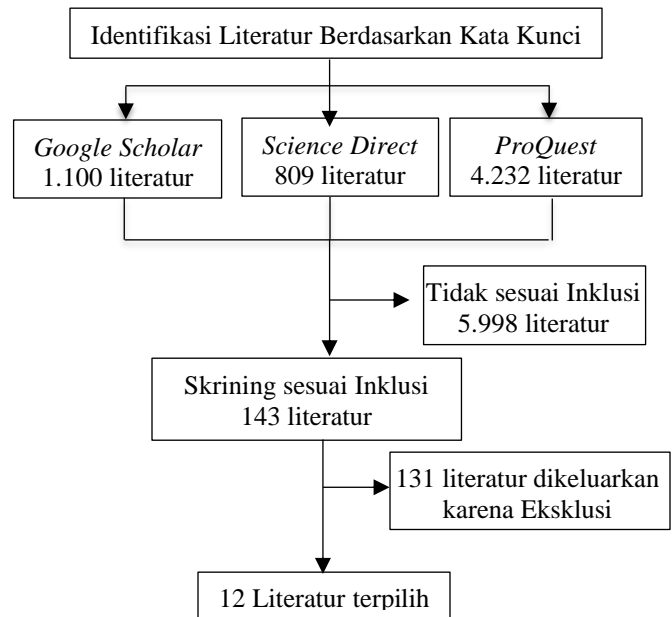 Identifikasi Literatur Berdasarkan Kata Kunci
Google Scholar
1.100 literatur
Science Direct
809 literatur
ProQuest
4.232 literatur
Tidak sesuai Inklusi
5.998 literatur
Skrining sesuai Inklusi
143 literatur
131 literatur dikeluarkan
karena Eksklusi
12 Literatur terpilih